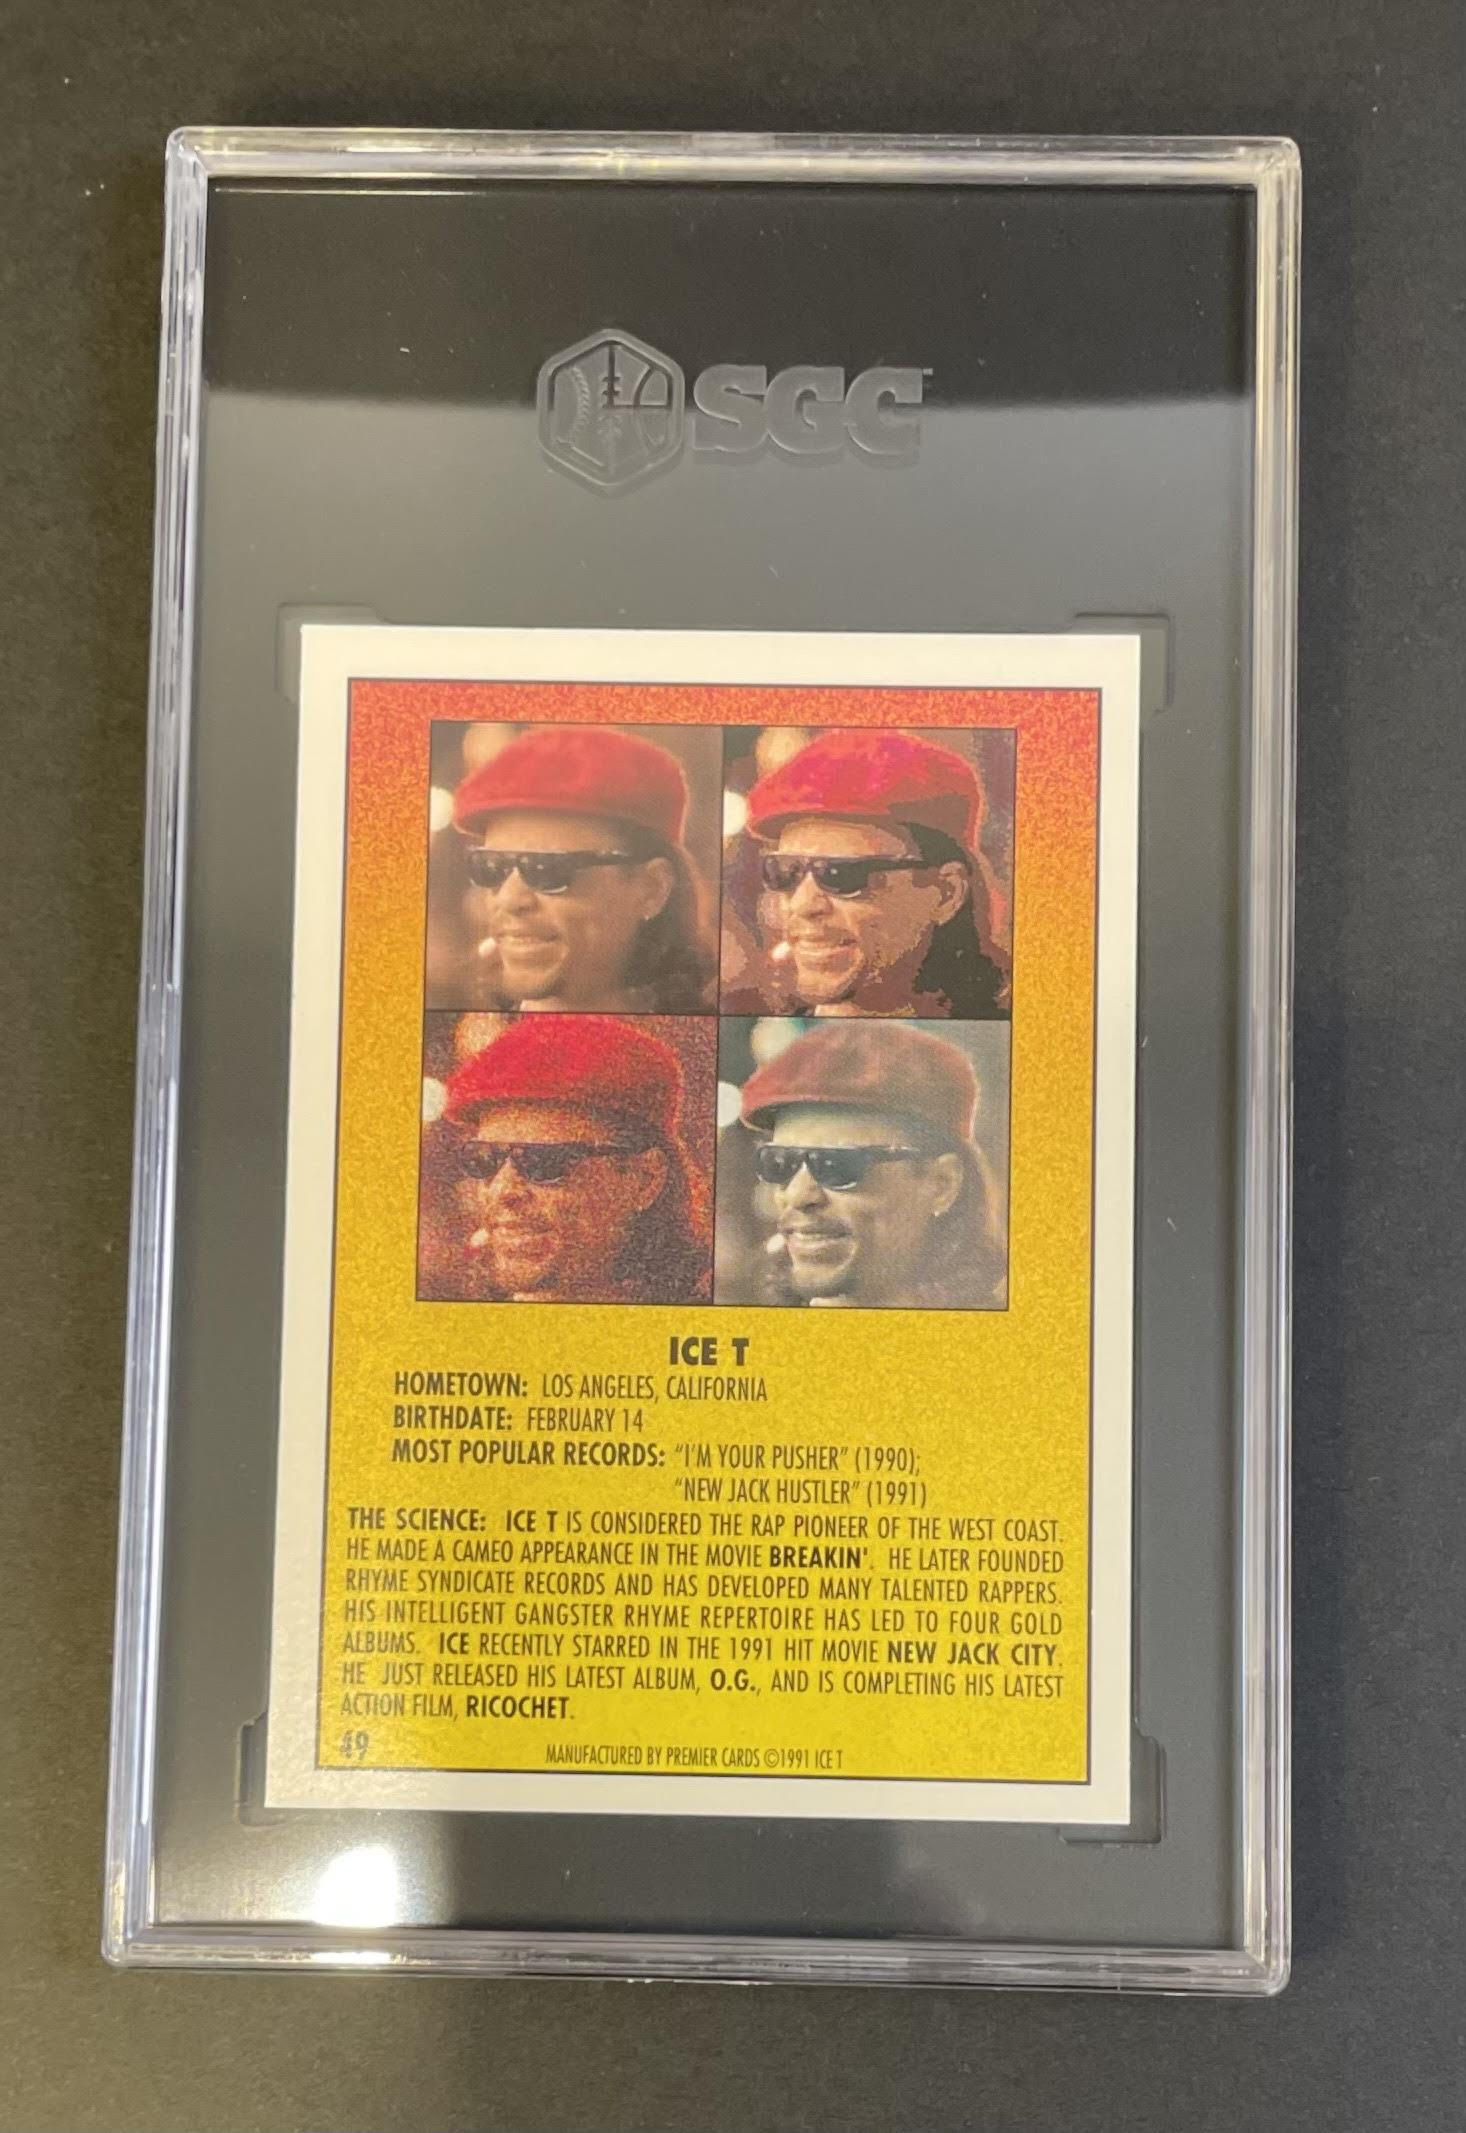 SGC
ICE T
HOMETOWN: LOS ANGELES, CALIFORNIA
BIRTHDATE: FEBRUARY 14
MOST POPULAR RECORDS: "I'M YOUR PUSHER" (1990);
"NEW JACK HUSTLER" (1991)
THE SCIENCE: ICE T IS CONSIDERED THE RAP PIONEER OF THE WEST COAST.
HE MADE A CAMEO APPEARANCE IN THE MOVIE BREAKIN'. HE LATER FOUNDED
RHYME SYNDICATE RECORDS AND HAS DEVELOPED MANY TALENTED RAPPERS.
HIS INTELLIGENT GANGSTER RHYME REPERTOIRE HAS LED TO FOUR GOLD
ALBUMS. ICE RECENTLY STARRED IN THE 1991 HIT MOVIE NEW JACK CITY.
HE JUST RELEASED HIS LATEST ALBUM, O.G., AND IS COMPLETING HIS LATEST
ACTION FILM, RICOCHET.
49
MANUFACTURED BY PREMIER CARDS ©1991 ICE T